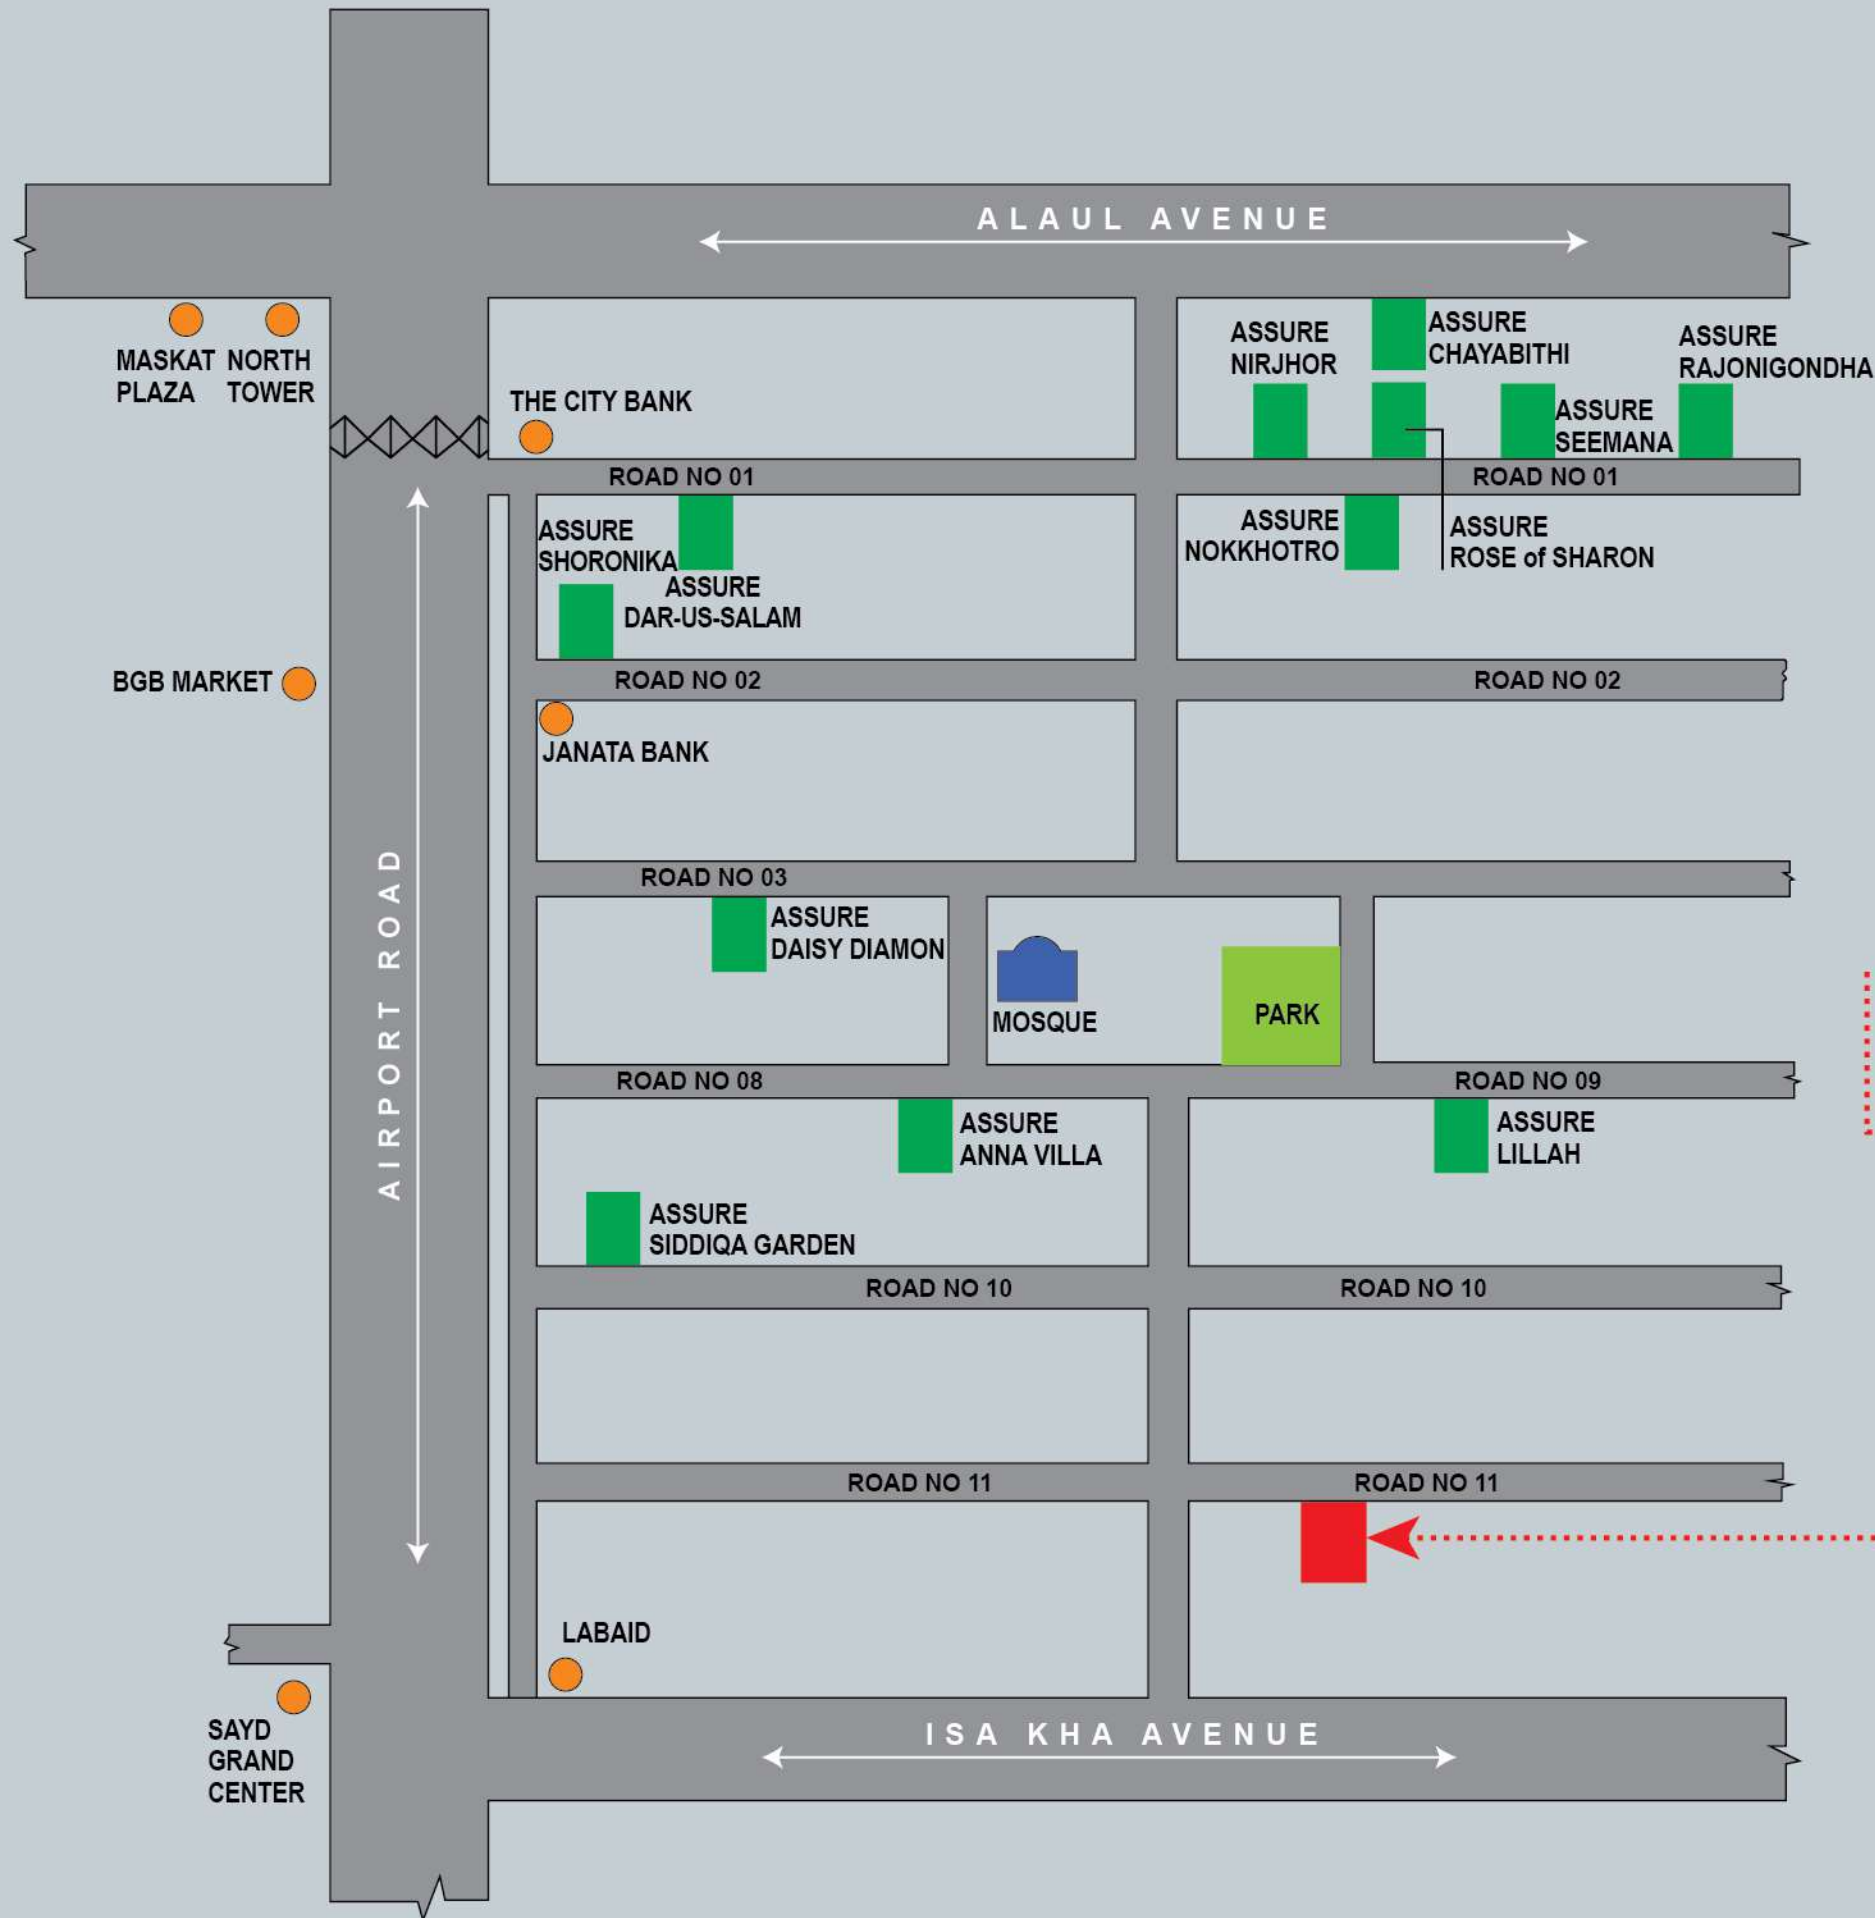 ALAUL AVENUE
MASKAT
PLAZA
NORTH
TOWER
THE CITY BANK
ASSURE
NIRJHOR
ASSURE
CHAYABITHI
ASSURE
RAJONIGONDHA
ASSURE
SEEMANA
ROAD NO 01
ROAD NO 01
ASSURE
SHORONIKA
ASSURE
DAR-US-SALAM
ASSURE
NOKKHOTRO
ASSURE
ROSE of SHARON
BGB MARKET
ROAD NO 02
ROAD NO 02
JANATA BANK
AIRPORT ROAD
ROAD NO 03
ASSURE
DAISY DIAMON
MOSQUE
PARK
ROAD NO 08
ROAD NO 09
ASSURE
ANNA VILLA
ASSURE
LILLAH
ASSURE
SIDDIQA GARDEN
ROAD NO 10
ROAD NO 10
ROAD NO 11
ROAD NO 11
LABAID
SAYD
GRAND
CENTER
ISA KHA AVENUE